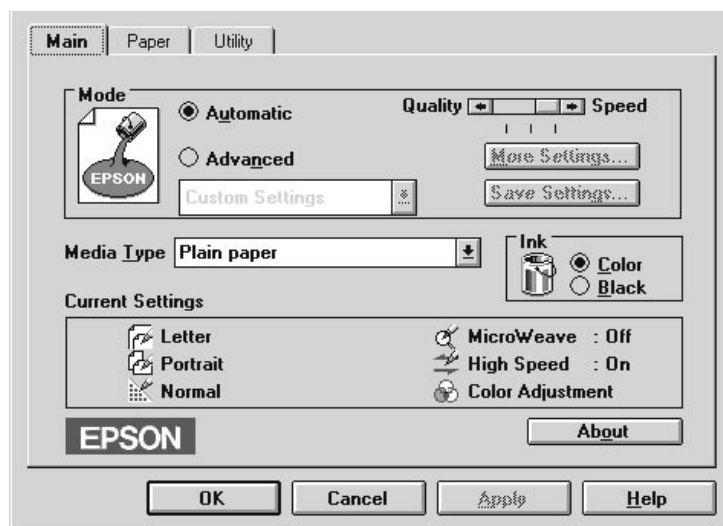 Main Paper Utility
Mode
Automatic
Quality Speed
Advanced
More Settings...
EPSON
Custom Settings
Save Settings...
Media Type Plain paper
Ink
Color
Black
Current Settings
Letter MicroWeave : Off
Portrait High Speed : On
Normal Color Adjustment
EPSON
About
OK Cancel Apply Help